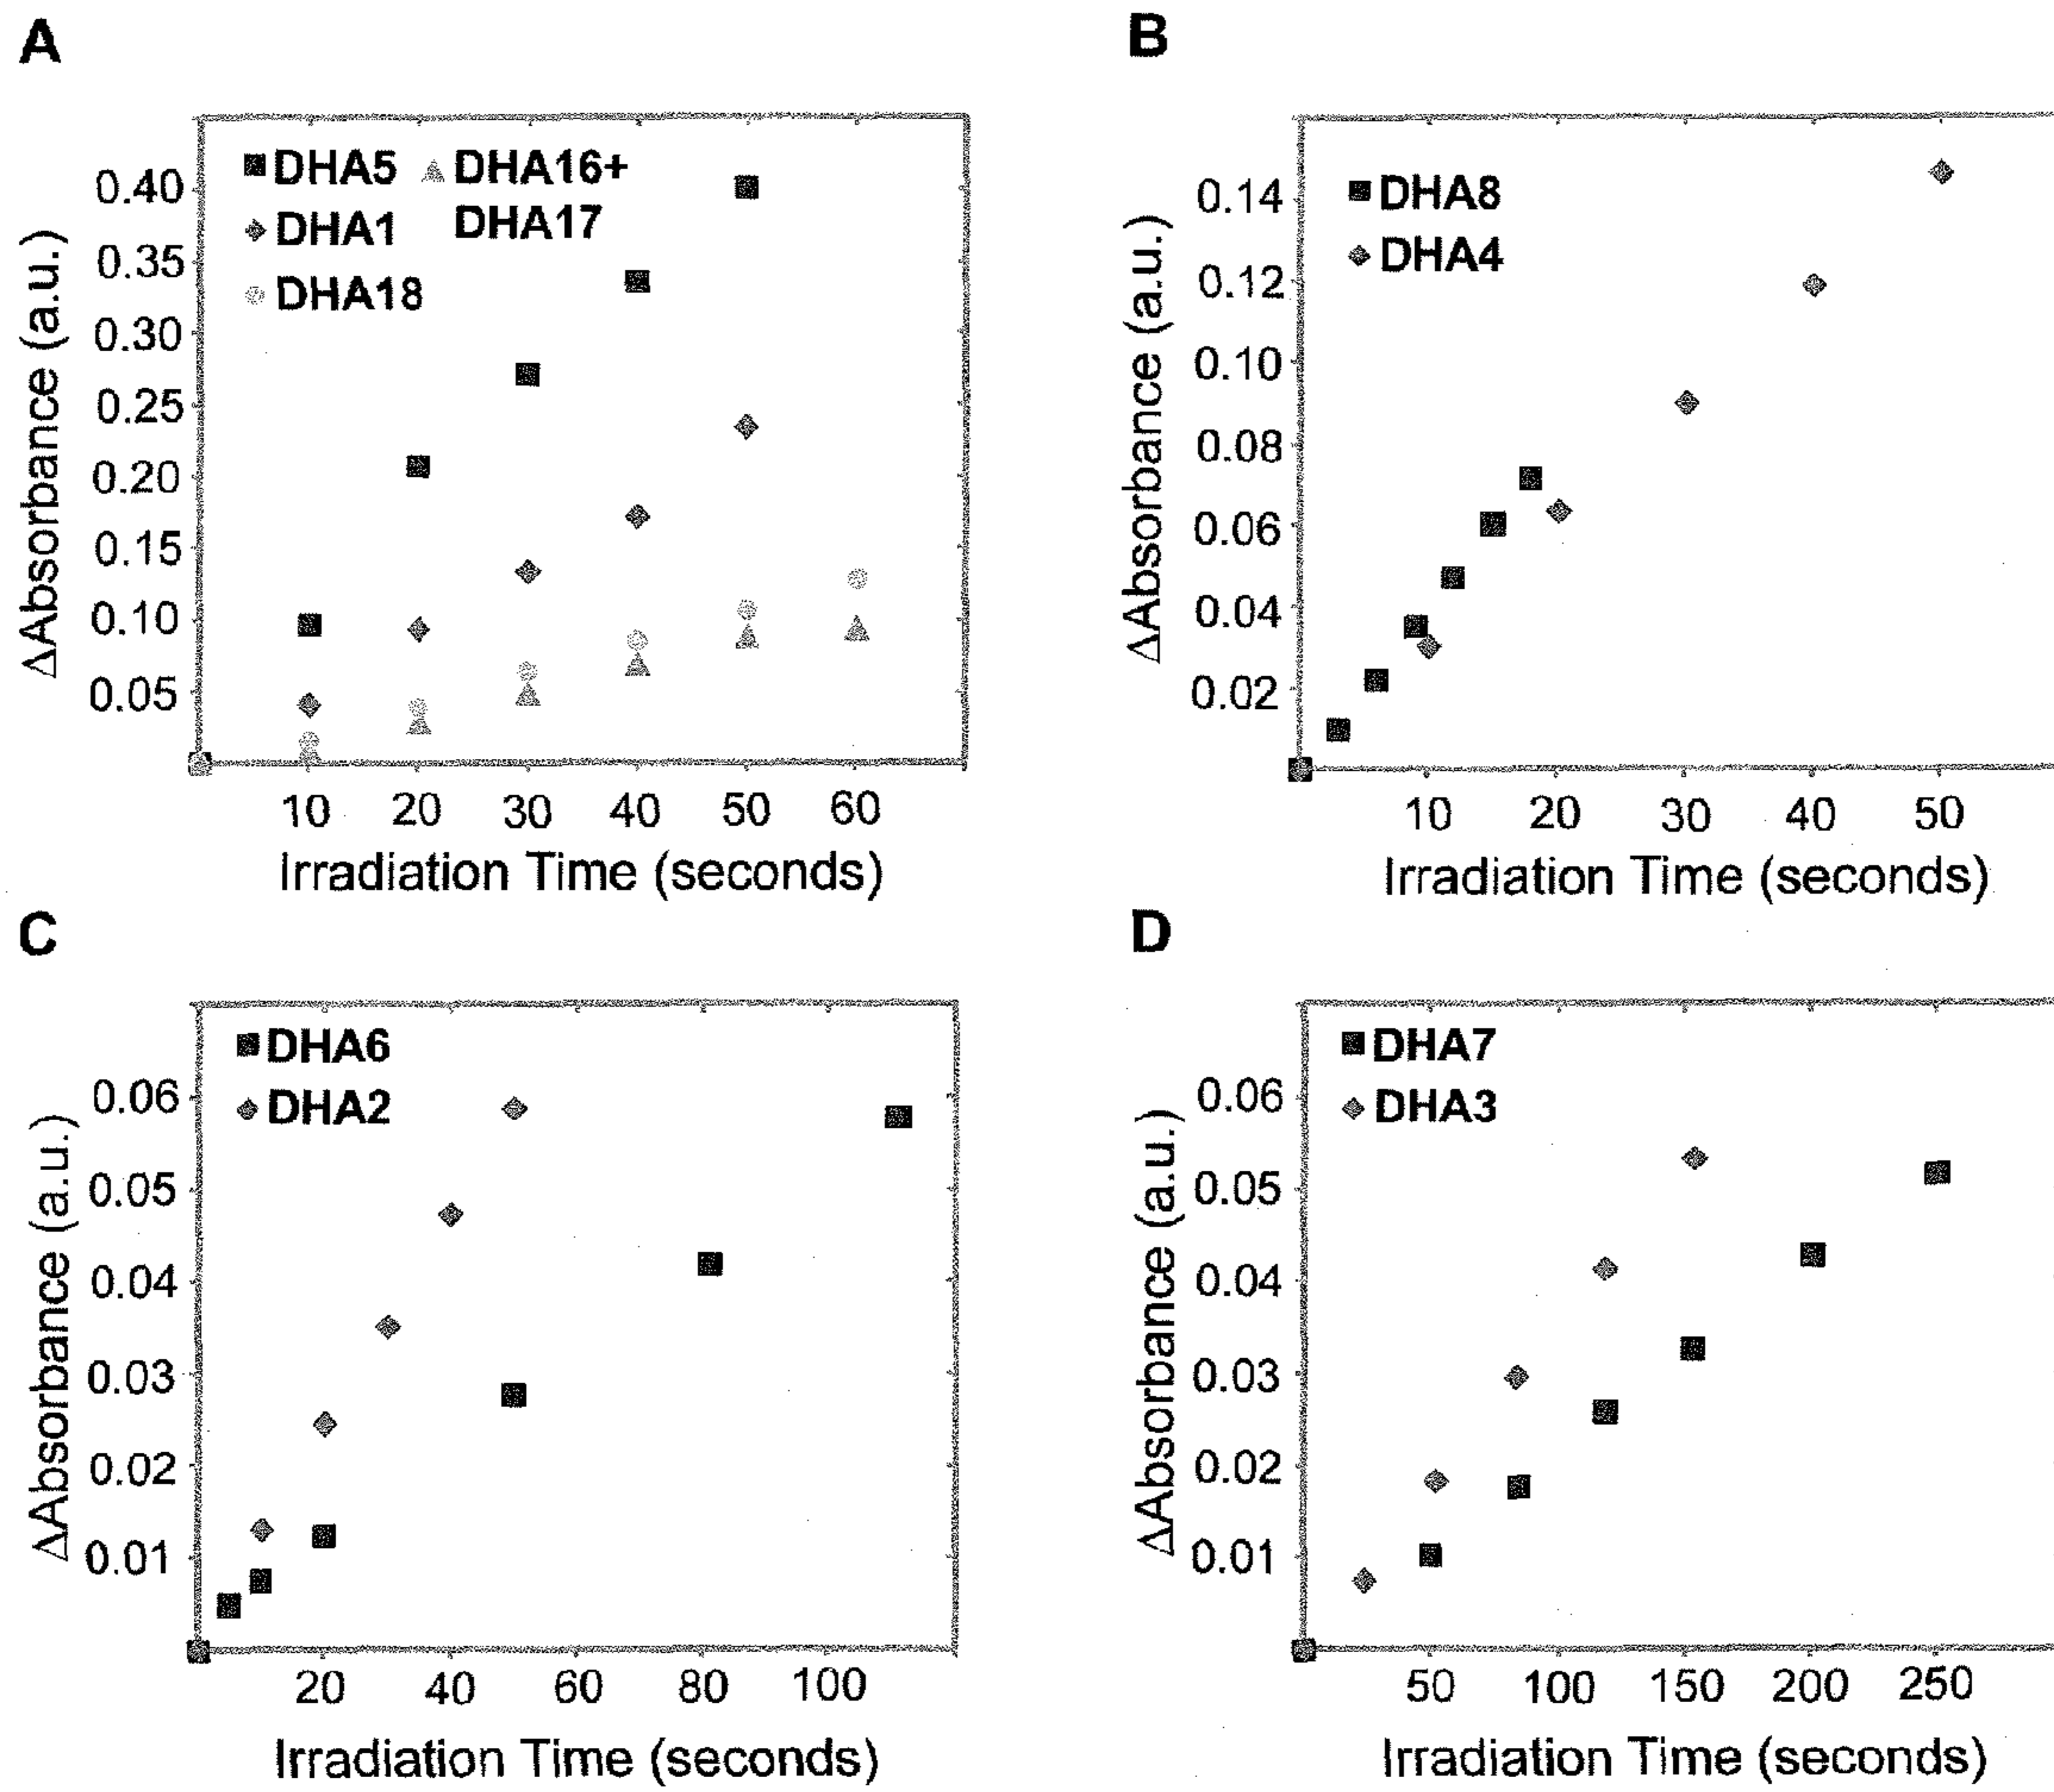 A
ΔAbsorbance (a.u.)
0.40
0.35
0.30
0.25
0.20
0.15
0.10
0.05
DHA5
DHA1
DHA18
DHA16+
DHA17
10 20 30 40 50 60
Irradiation Time (seconds)
B
ΔAbsorbance (a.u.)
0.14
0.12
0.10
0.08
0.06
0.04
0.02
DHA8
DHA4
10 20 30 40 50
Irradiation Time (seconds)
C
ΔAbsorbance (a.u.)
0.06
0.05
0.04
0.03
0.02
0.01
DHA6
DHA2
20 40 60 80 100
Irradiation Time (seconds)
D
ΔAbsorbance (a.u.)
0.06
0.05
0.04
0.03
0.02
0.01
DHA7
DHA3
50 100 150 200 250
Irradiation Time (seconds)